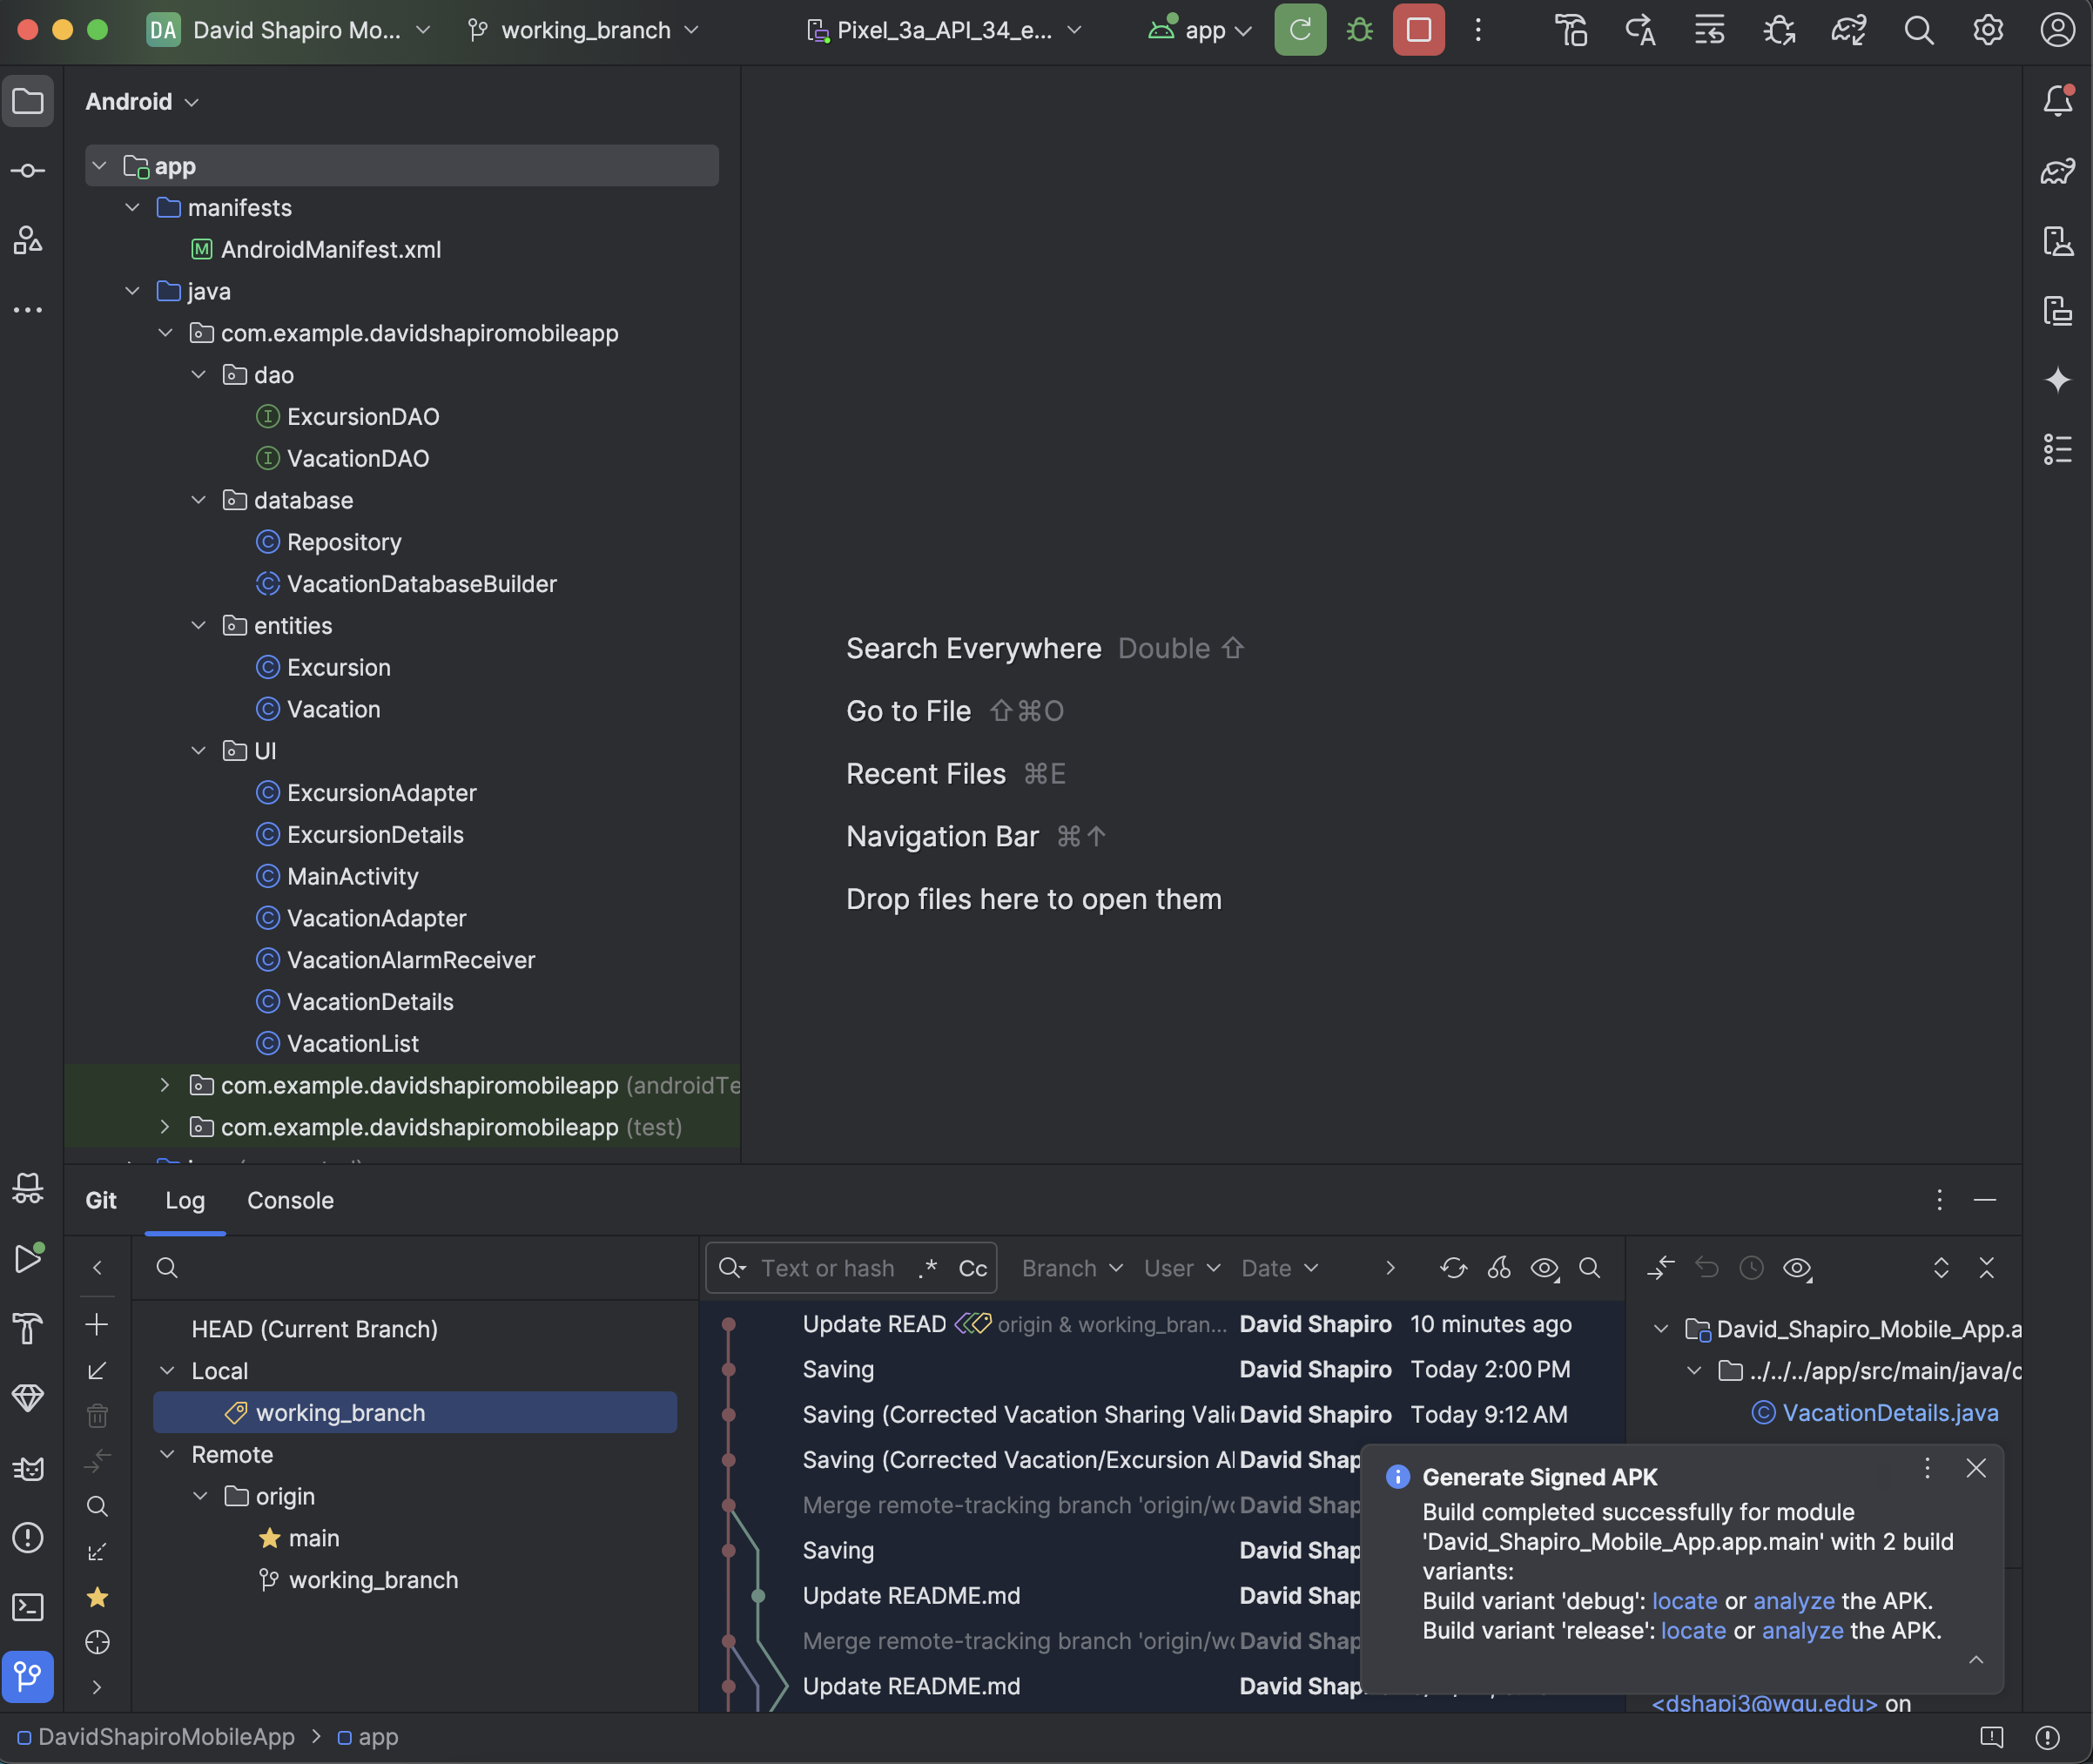 DA David Shapiro Mo... working_branch Pixel_3a_API_34_e... app
Android
app
manifests
M AndroidManifest.xml
java
com.example.davidshapiromobileapp
dao
I ExcursionDAO
I VacationDAO
database
C Repository
C VacationDatabaseBuilder
entities
C Excursion
C Vacation
UI
C ExcursionAdapter
C ExcursionDetails
C MainActivity
C VacationAdapter
C VacationAlarmReceiver
C VacationDetails
C VacationList
com.example.davidshapiromobileapp (androidTe
com.example.davidshapiromobileapp (test)
Search Everywhere Double ⇧
Go to File ⇧⌘O
Recent Files ⌘E
Navigation Bar ⌘↑
Drop files here to open them
Git Log Console
HEAD (Current Branch)
Local
working_branch
Remote
origin
main
working_branch
Text or hash .* Cc Branch User Date
Update READ origin & working_bran... David Shapiro 10 minutes ago
Saving David Shapiro Today 2:00 PM
Saving (Corrected Vacation Sharing Vali David Shapiro Today 9:12 AM
Saving (Corrected Vacation/Excursion Al David Shap
Merge remote-tracking branch 'origin/wo David Shap
Saving David Shap
Update README.md David Shap
Merge remote-tracking branch 'origin/wo David Shap
Update README.md David Shap
David_Shapiro_Mobile_App.a
../../../app/src/main/java/c
C VacationDetails.java
Generate Signed APK
Build completed successfully for module
'David_Shapiro_Mobile_App.app.main' with 2 build
variants:
Build variant 'debug': locate or analyze the APK.
Build variant 'release': locate or analyze the APK.
<dshapi3@wgu.edu> on
DavidShapiroMobileApp > app